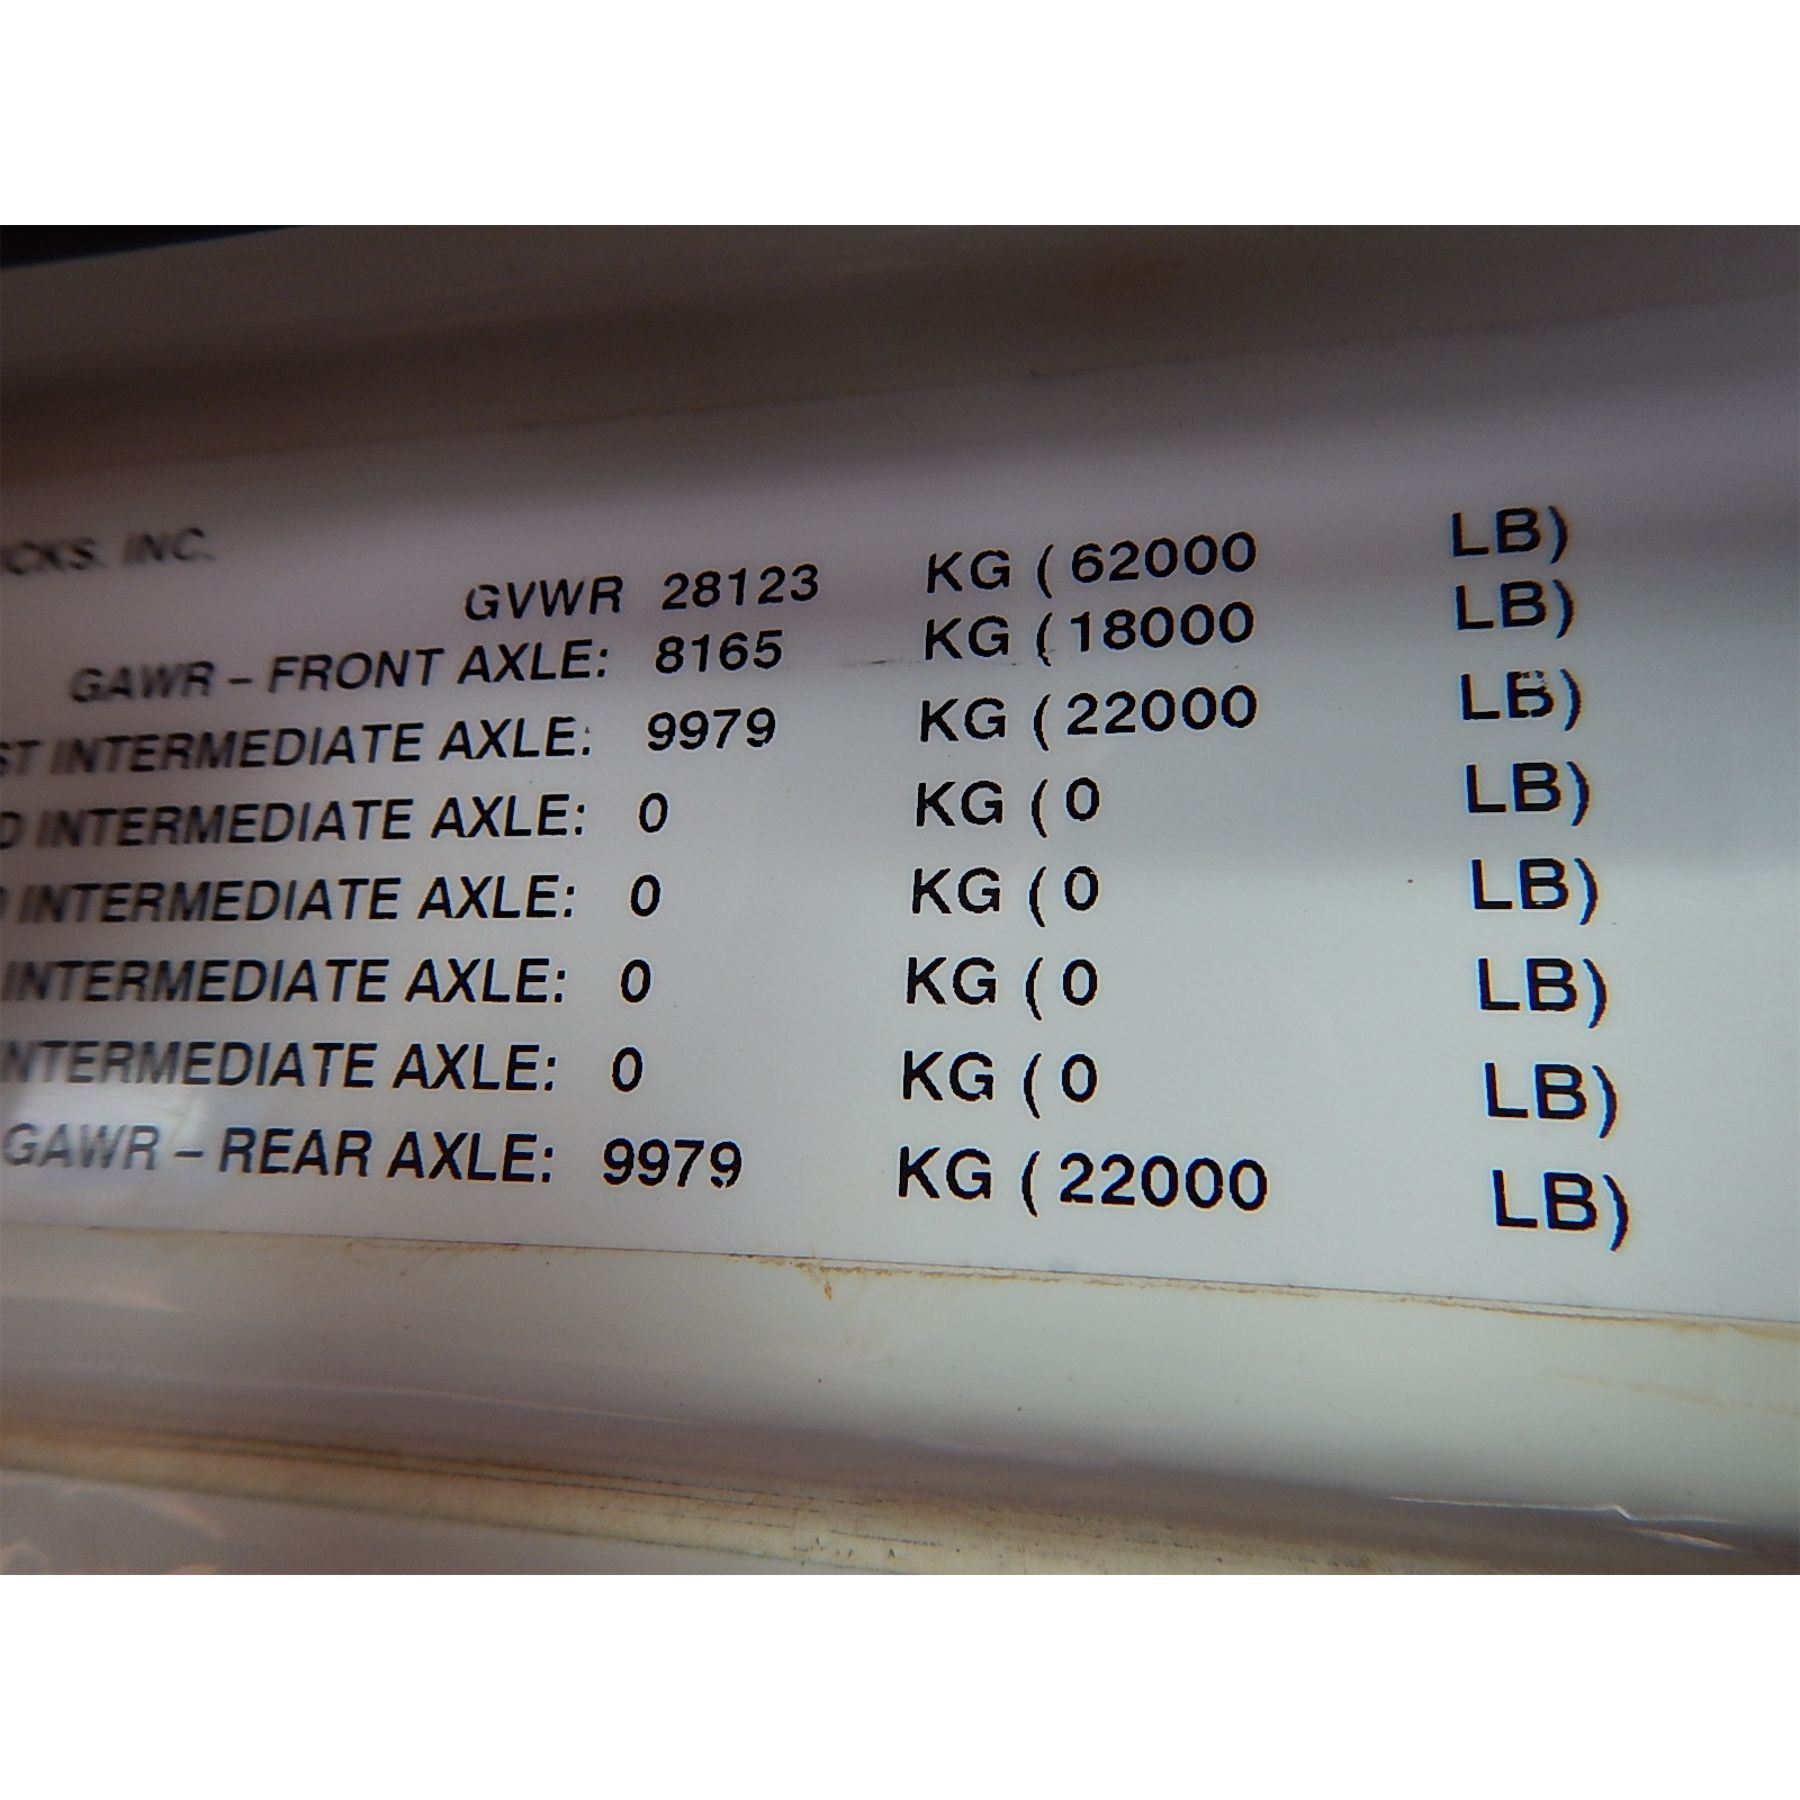 INC.
GVWR 28123 KG (62000 LB)
GAWR – FRONT AXLE: 8165 KG (18000 LB)
INTERMEDIATE AXLE: 9979 KG (22000 LB)
INTERMEDIATE AXLE: 0 KG (0 LB)
INTERMEDIATE AXLE: 0 KG (0 LB)
INTERMEDIATE AXLE: 0 KG (0 LB)
INTERMEDIATE AXLE: 0 KG (0 LB)
GAWR – REAR AXLE: 9979 KG (22000 LB)